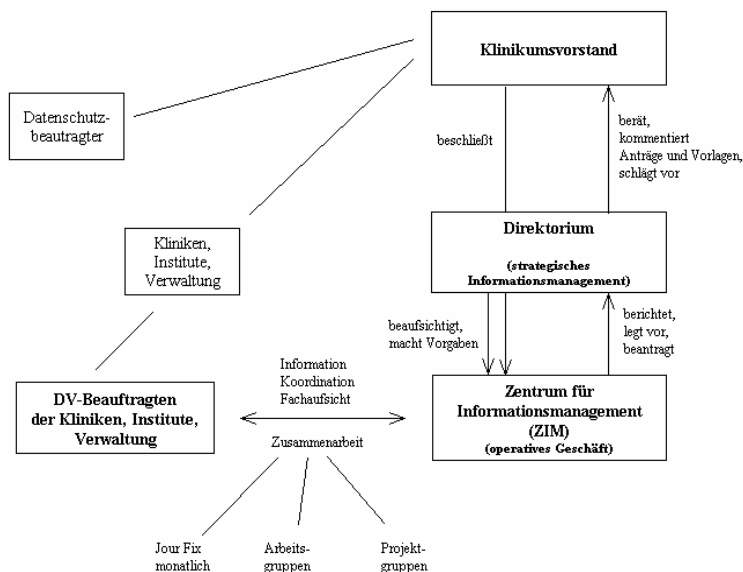 Klinikumsvorstand
Datenschutz-
beautragter
beschließt
berät,
kommentiert
Anträge und Vorlagen,
schlägt vor
Kliniken,
Institute,
Verwaltung
Direktorium
(strategisches
Informationsmanagement)
beaufsichtigt,
macht Vorgaben
berichtet,
legt vor,
beantragt
Information
Koordination
Fachaufsicht
DV-Beauftragten
der Kliniken, Institute,
Verwaltung
Zentrum für
Informationsmanagement
(ZIM)
(operatives Geschäft)
Zusammenarbeit
Jour Fix
monatlich
Arbeits-
gruppen
Projekt-
gruppen